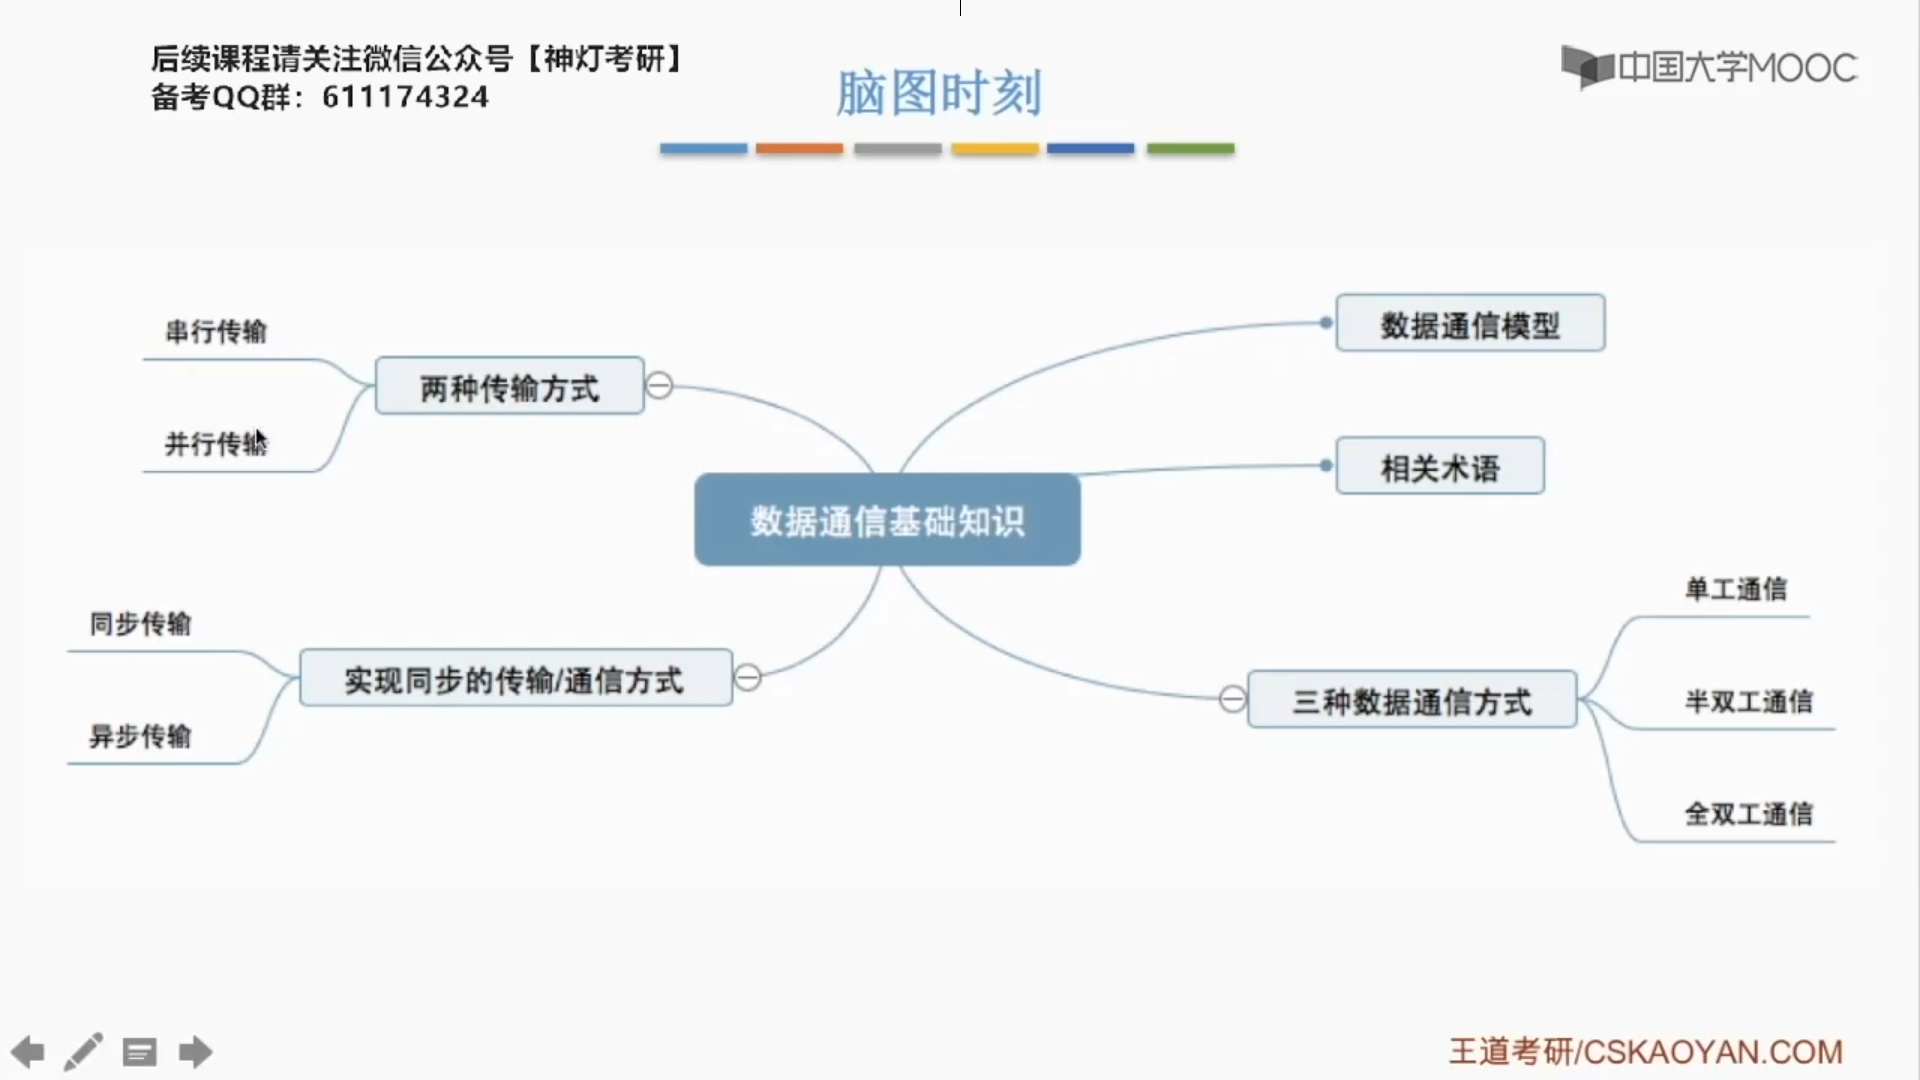 后续课程请关注微信公众号【神灯考研】
备考QQ群：611174324
中国大学MOOC
脑图时刻
串行传输
两种传输方式
并行传输
数据通信模型
相关术语
数据通信基础知识
同步传输
实现同步的传输/通信方式
异步传输
单工通信
三种数据通信方式
半双工通信
全双工通信
王道考研/CSKAOYAN.COM